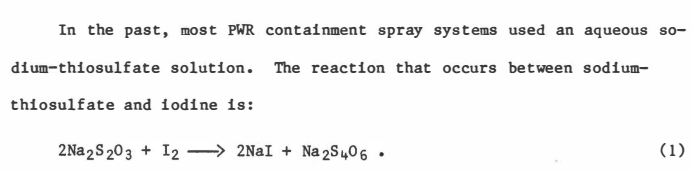 In the past, most PWR containment spray systems used an aqueous so-
dium-thiosulfate solution. The reaction that occurs between sodium-
thiosulfate and iodine is:
2Na₂S₂O₃ + I₂ ⟶ 2NaI + Na₂S₄O₆ . (1)